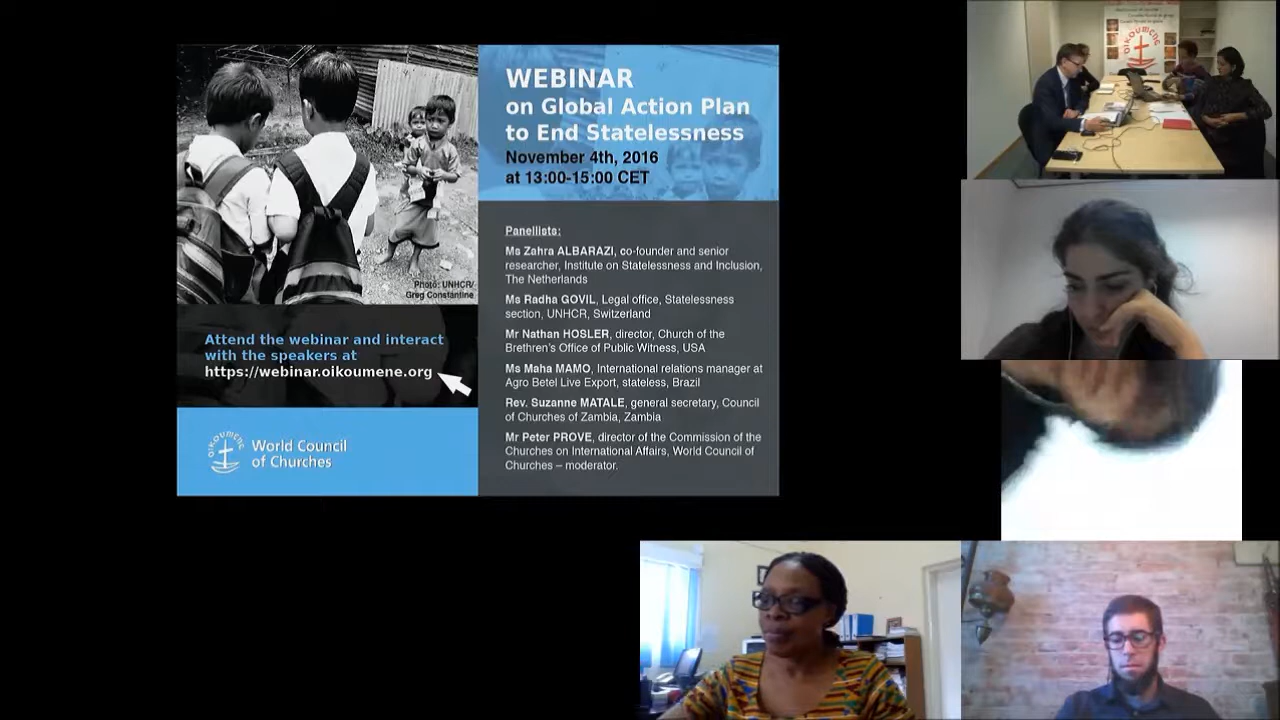 WEBINAR
on Global Action Plan
to End Statelessness
November 4th, 2016
at 13:00-15:00 CET
Photo: UNHCR/
Greg Constantine
Attend the webinar and interact
with the speakers at
https://webinar.oikoumene.org
OIKOUMENE
World Council
of Churches
Panellists:
Ms Zahra ALBARAZI, co-founder and senior
researcher, Institute on Statelessness and Inclusion,
The Netherlands
Ms Radha GOVIL, Legal office, Statelessness
section, UNHCR, Switzerland
Mr Nathan HOSLER, director, Church of the
Brethren's Office of Public Witness, USA
Ms Maha MAMO, International relations manager at
Agro Betel Live Export, stateless, Brazil
Rev. Suzanne MATALE, general secretary, Council
of Churches of Zambia, Zambia
Mr Peter PROVE, director of the Commission of the
Churches on International Affairs, World Council of
Churches – moderator.
OIKOUMENE